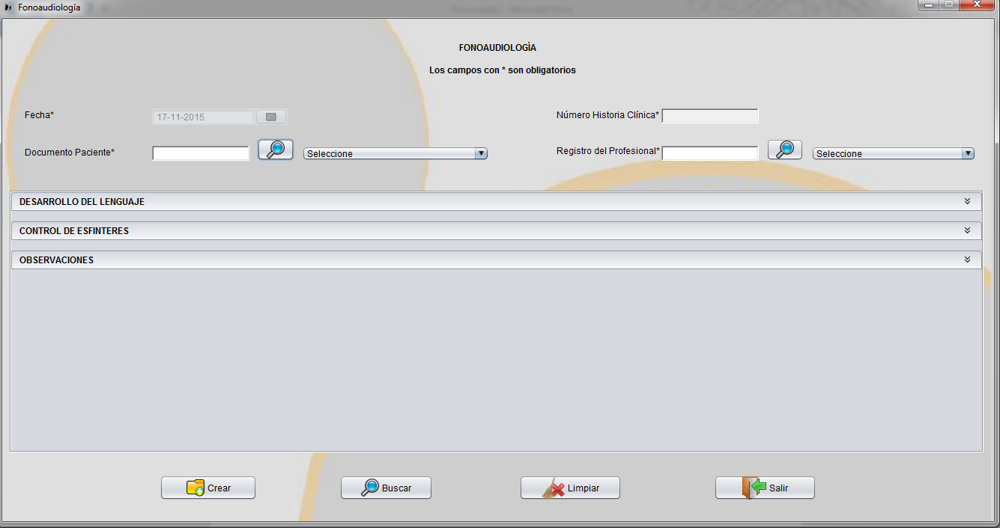 Fonoaudiología
FONOAUDIOLOGÍA
Los campos con * son obligatorios
Fecha*
17-11-2015
Número Historia Clínica*
Documento Paciente*
Seleccione
Registro del Profesional*
Seleccione
DESARROLLO DEL LENGUAJE
CONTROL DE ESFINTERES
OBSERVACIONES
Crear
Buscar
Limpiar
Salir